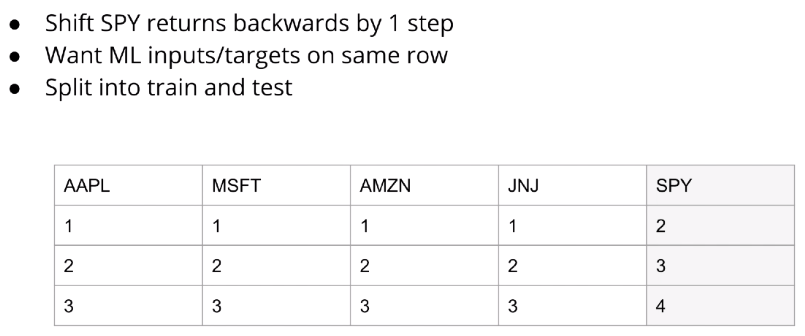 ● Shift SPY returns backwards by 1 step
● Want ML inputs/targets on same row
● Split into train and test
AAPL MSFT AMZN JNJ SPY
1 1 1 1 2
2 2 2 2 3
3 3 3 3 4